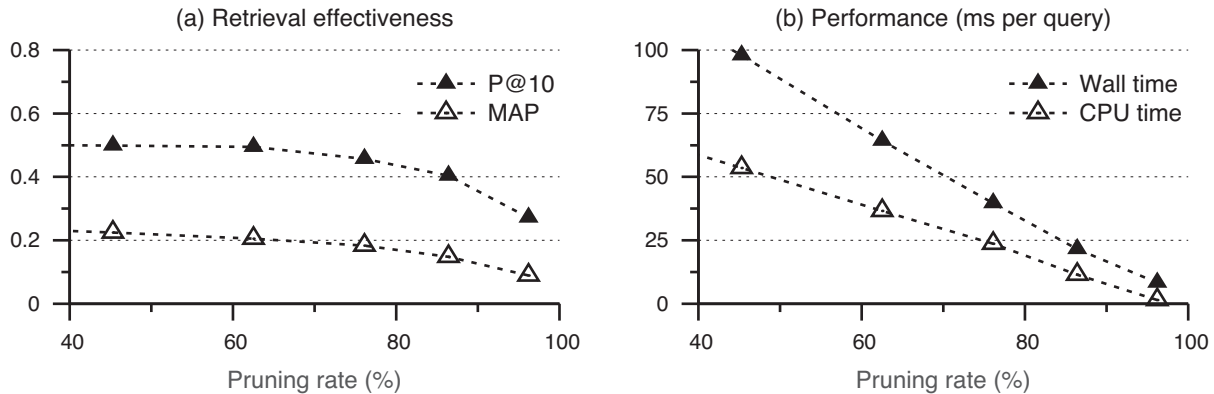 (a) Retrieval effectiveness
0.8
0.6
0.4
0.2
0
P@10
MAP
40
60
80
100
Pruning rate (%)
(b) Performance (ms per query)
100
75
50
25
0
Wall time
CPU time
40
60
80
100
Pruning rate (%)